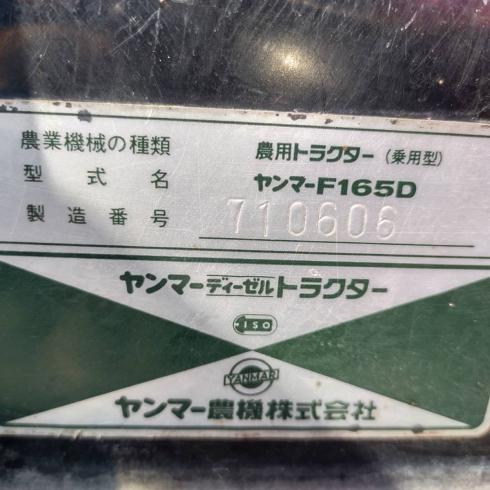 農業機械の種類 農用トラクター(乗用型)
型式名 ヤンマーF165D
製造番号 710606
ヤンマーディーゼルトラクター
ISO
YANMAR
ヤンマー農機株式会社